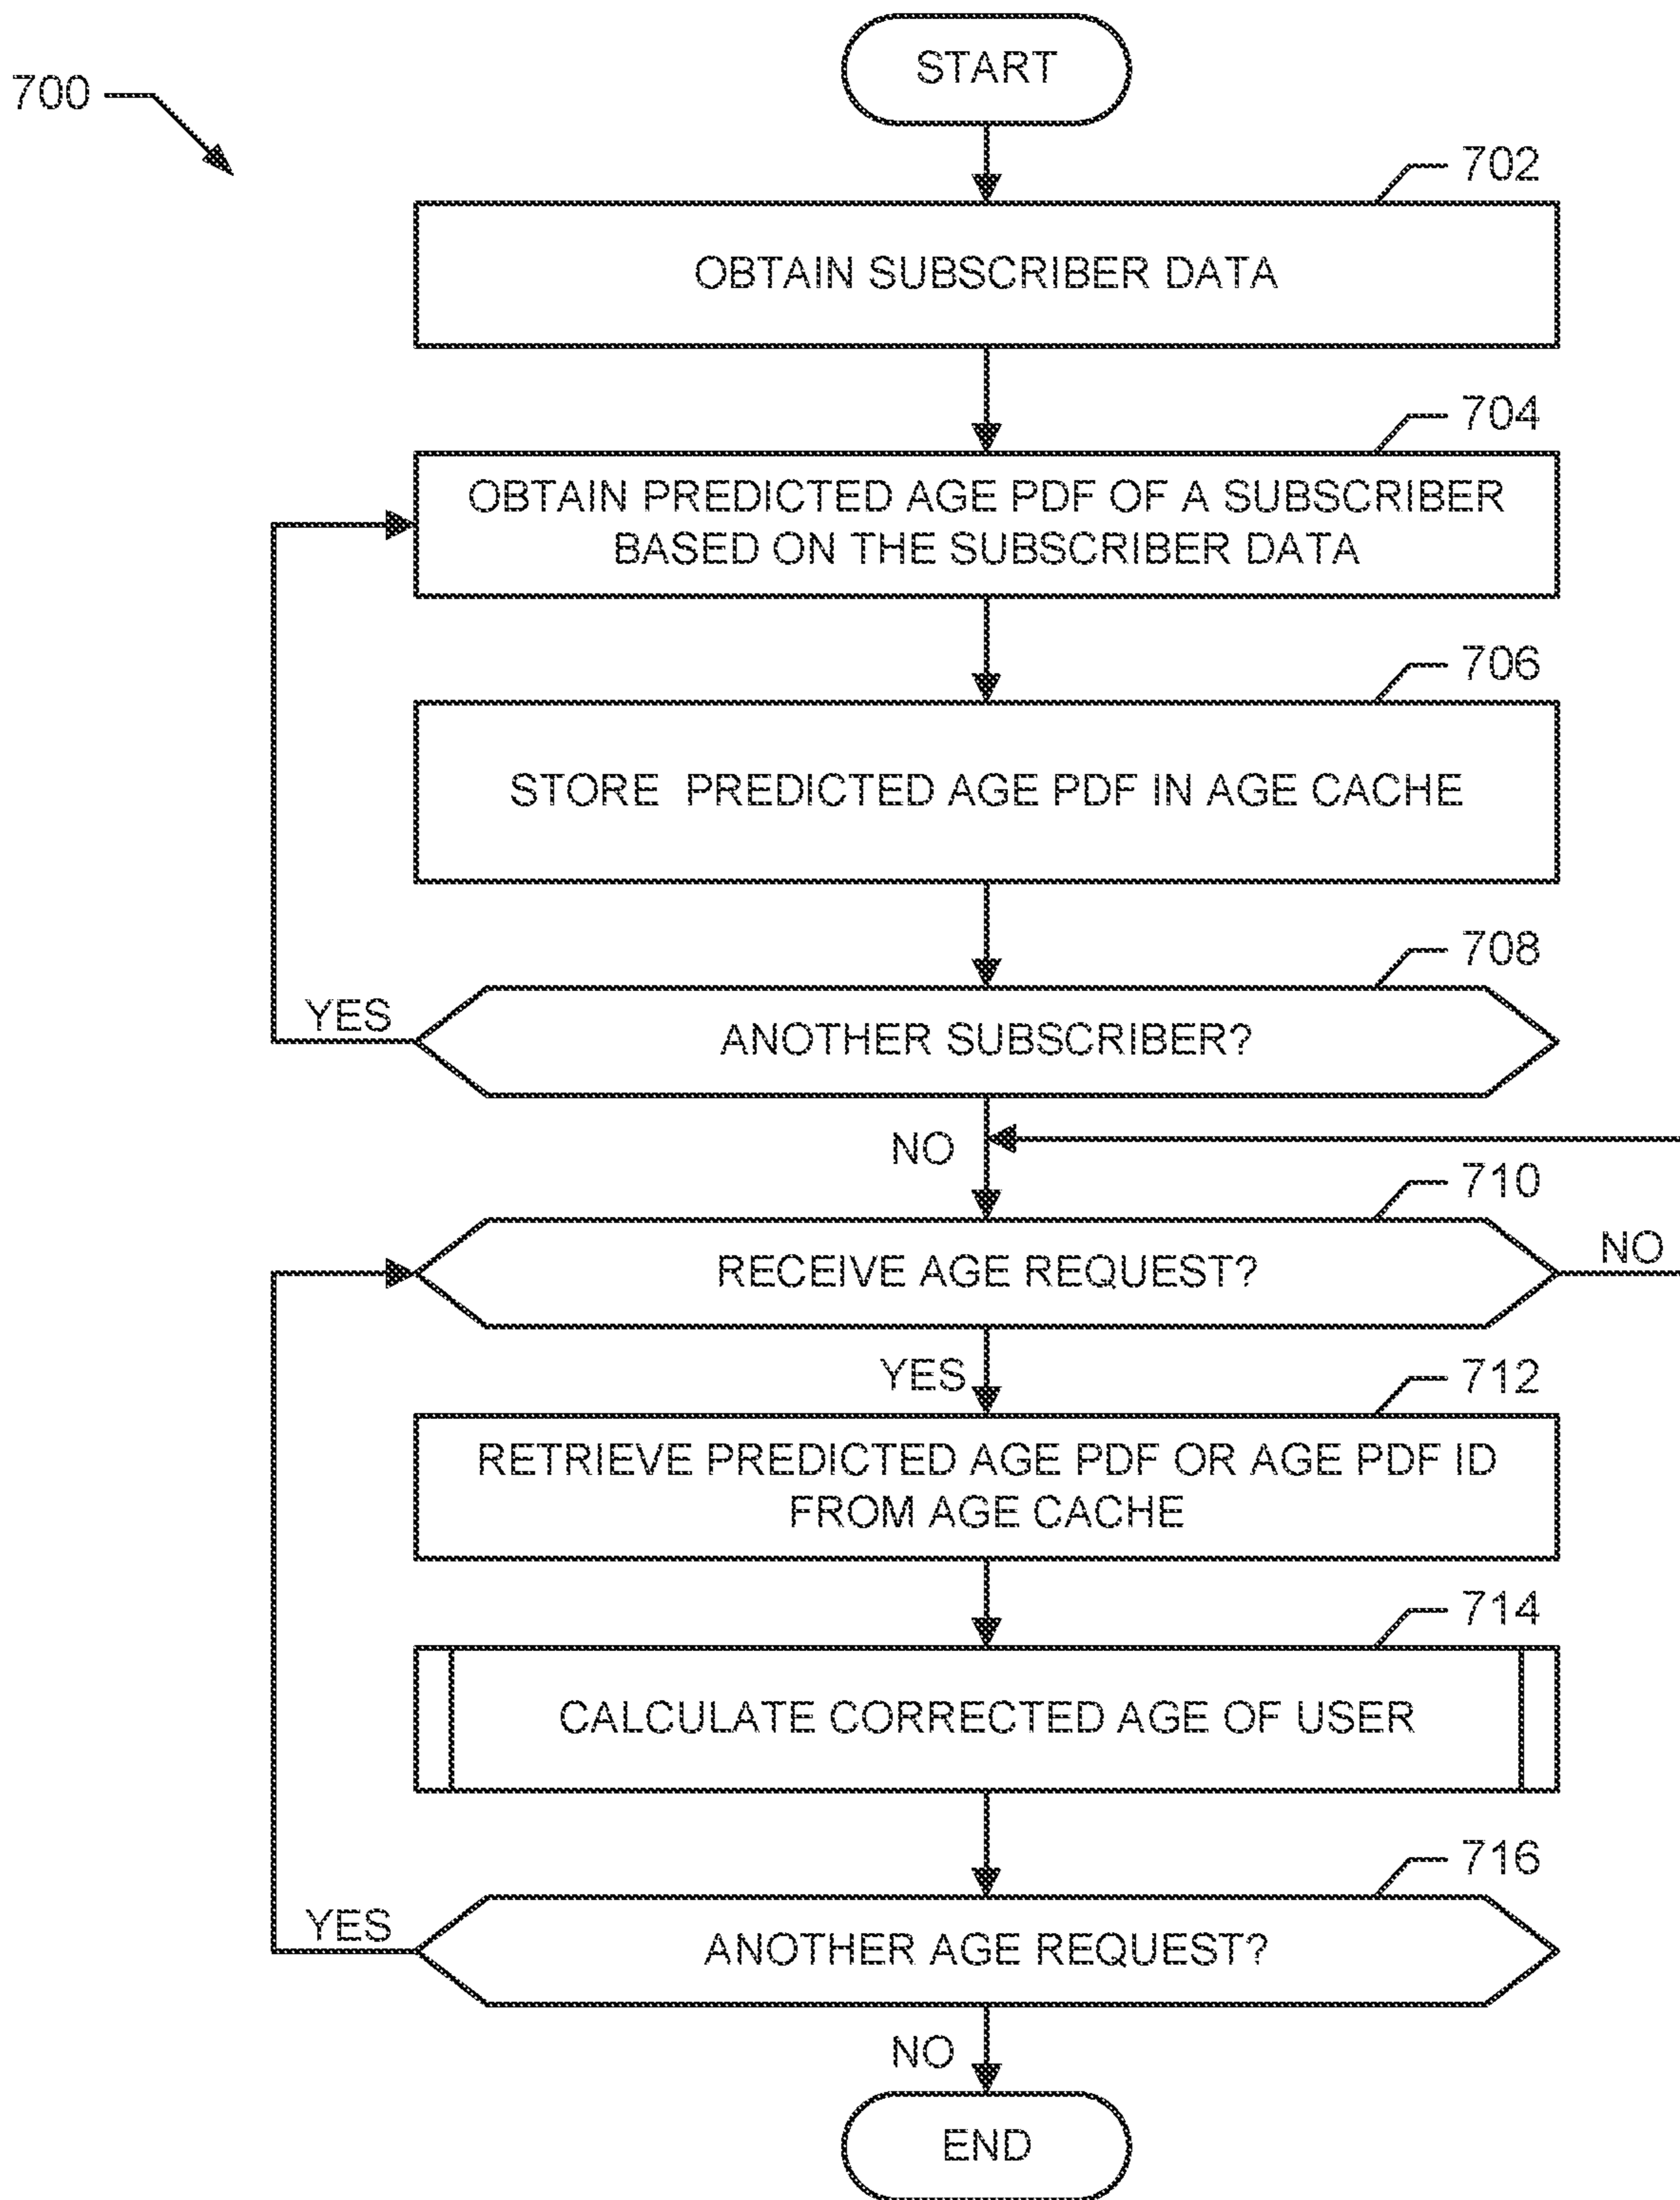 START
700
702
OBTAIN SUBSCRIBER DATA
704
OBTAIN PREDICTED AGE PDF OF A SUBSCRIBER
BASED ON THE SUBSCRIBER DATA
706
STORE PREDICTED AGE PDF IN AGE CACHE
708
YES
ANOTHER SUBSCRIBER?
NO
710
RECEIVE AGE REQUEST?
NO
YES
712
RETRIEVE PREDICTED AGE PDF OR AGE PDF ID
FROM AGE CACHE
714
CALCULATE CORRECTED AGE OF USER
716
YES
ANOTHER AGE REQUEST?
NO
END